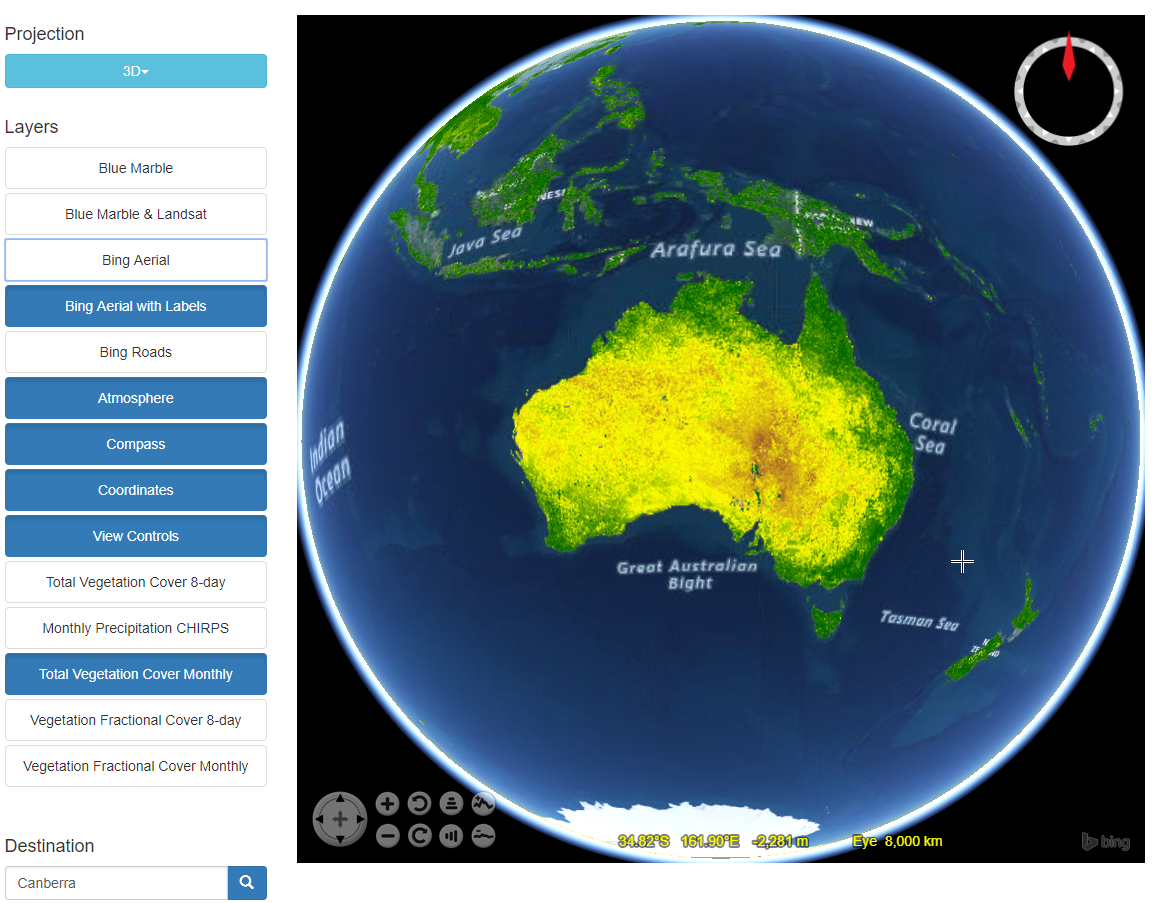 Projection
3D
Layers
Blue Marble
Blue Marble & Landsat
Bing Aerial
Bing Aerial with Labels
Bing Roads
Atmosphere
Compass
Coordinates
View Controls
Total Vegetation Cover 8-day
Monthly Precipitation CHIRPS
Total Vegetation Cover Monthly
Vegetation Fractional Cover 8-day
Vegetation Fractional Cover Monthly
Destination
Canberra
Java Sea
Arafura Sea
NEW
Indian
Ocean
Coral
Sea
Great Australian
Bight
Tasman Sea
34.82°S 161.90°E -2,281 m Eye 8,000 km
bing